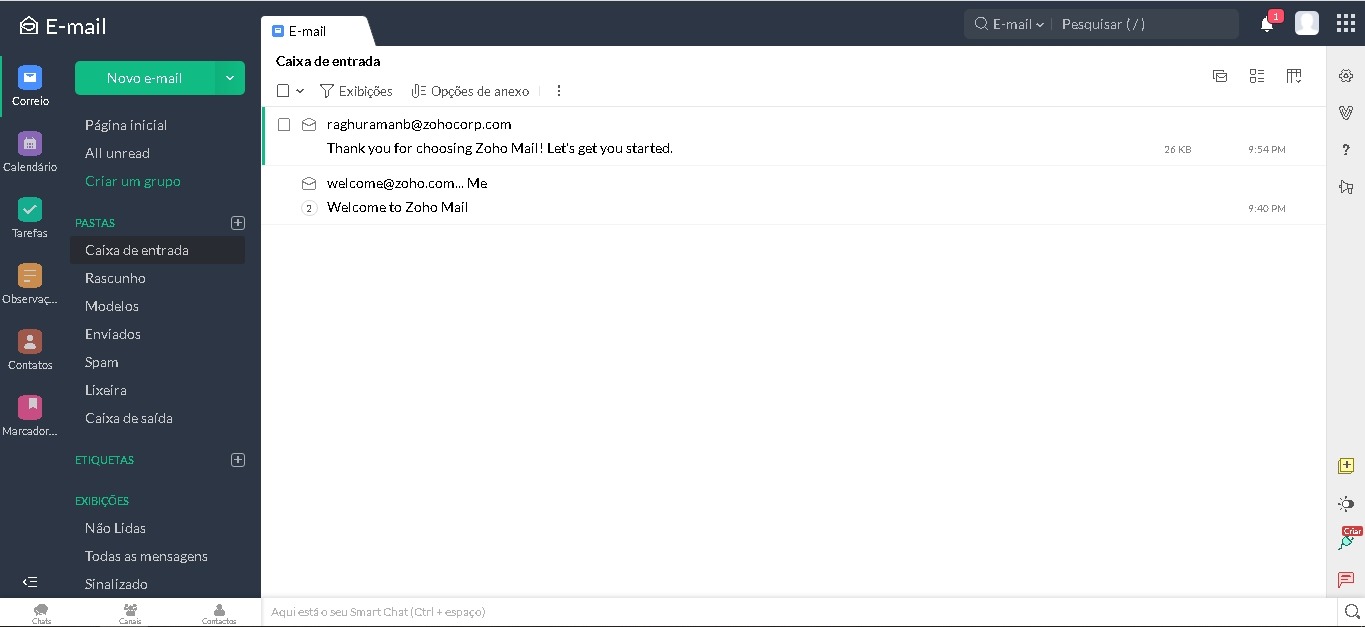 E-mail
E-mail
E-mail
Pesquisar ( / )
1
Correio
Calendário
Tarefas
Observaç...
Contatos
Marcador...
Novo e-mail
Página inicial
All unread
Criar um grupo
PASTAS
Caixa de entrada
Rascunho
Modelos
Enviados
Spam
Lixeira
Caixa de saída
ETIQUETAS
EXIBIÇÕES
Não Lidas
Todas as mensagens
Sinalizado
Caixa de entrada
Exibições
Opções de anexo
raghuramanb@zohocorp.com
Thank you for choosing Zoho Mail! Let's get you started.
26 KB
9:54 PM
welcome@zoho.com... Me
2
Welcome to Zoho Mail
9:40 PM
Criar
Chats
Canais
Contactos
Aqui está o seu Smart Chat (Ctrl + espaço)